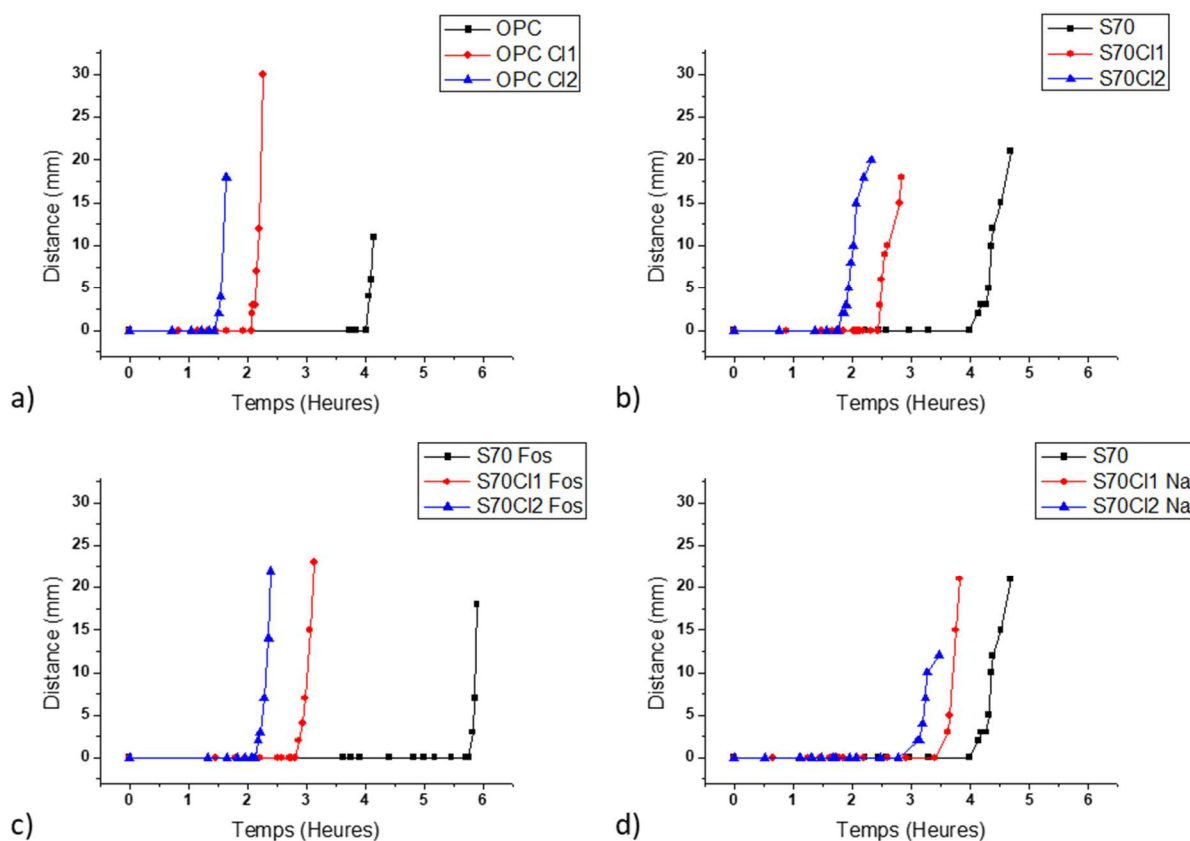 OPC
OPC Cl1
OPC Cl2
30
25
20
15
10
5
0
Distance (mm)
0 1 2 3 4 5 6
Temps (Heures)
a)
S70
S70Cl1
S70Cl2
30
25
20
15
10
5
0
Distance (mm)
0 1 2 3 4 5 6
Temps (Heures)
b)
S70 Fos
S70Cl1 Fos
S70Cl2 Fos
30
25
20
15
10
5
0
Distance (mm)
0 1 2 3 4 5 6
Temps (Heures)
c)
S70
S70Cl1 Na
S70Cl2 Na
30
25
20
15
10
5
0
Distance (mm)
0 1 2 3 4 5 6
Temps (Heures)
d)